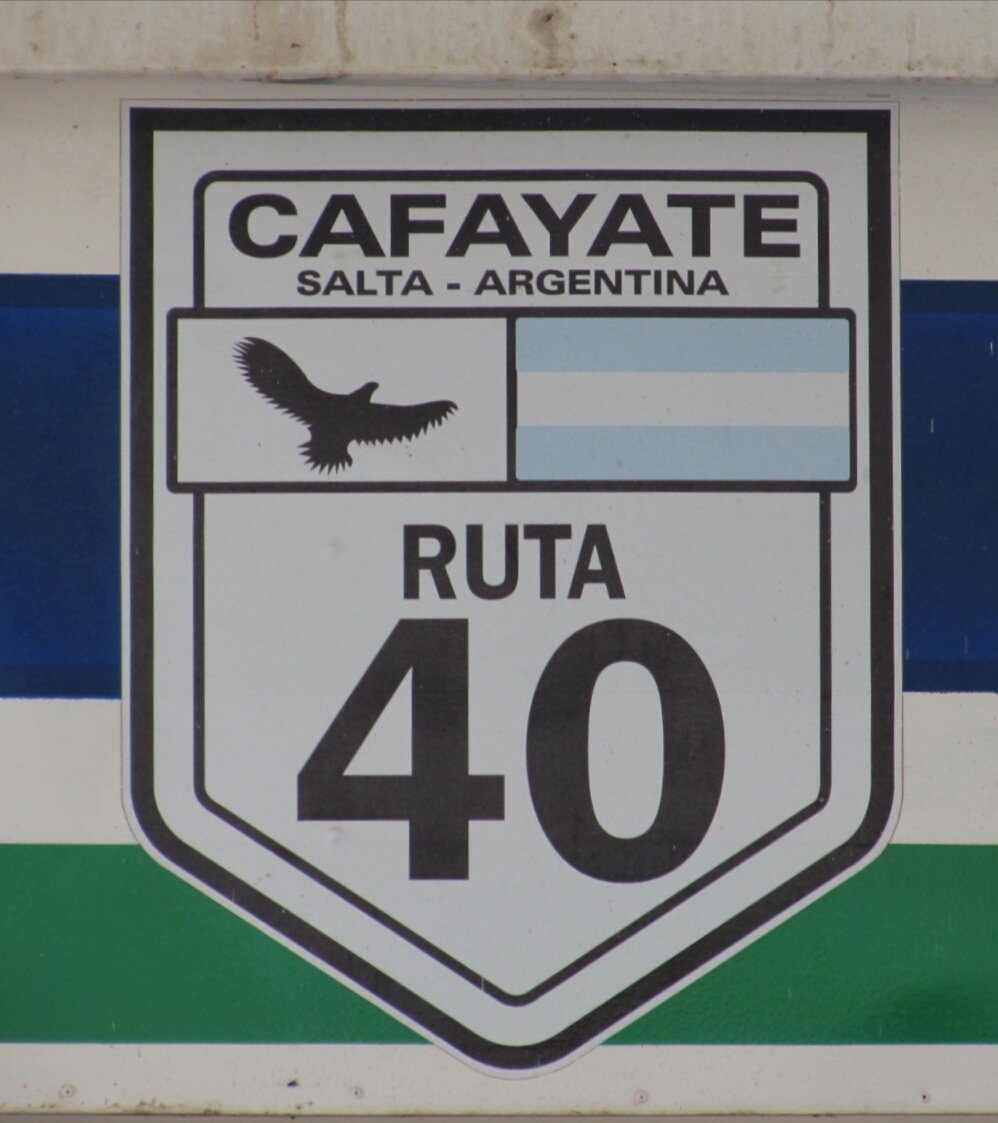 CAFAYATE
SALTA - ARGENTINA
RUTA
40